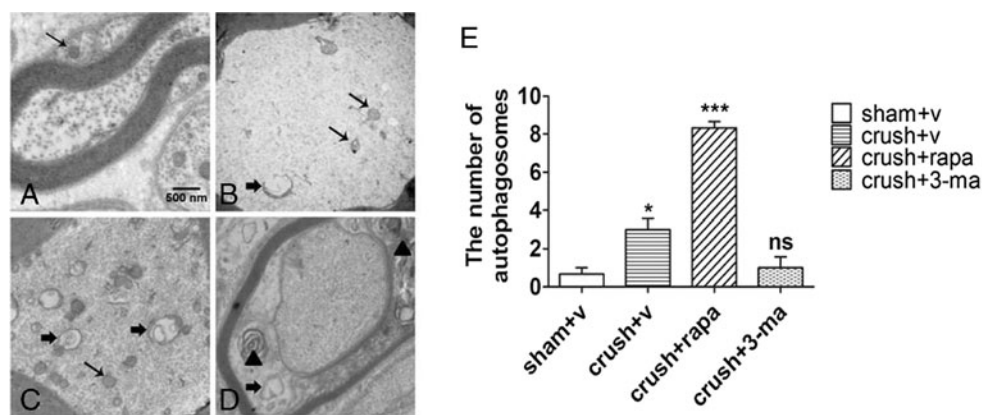 A
500 nm
B
C
D
E
The number of
autophagosomes
10
8
6
4
2
0
*
***
ns
sham+v
crush+v
crush+rapa
crush+3-ma
sham+v
crush+v
crush+rapa
crush+3-ma